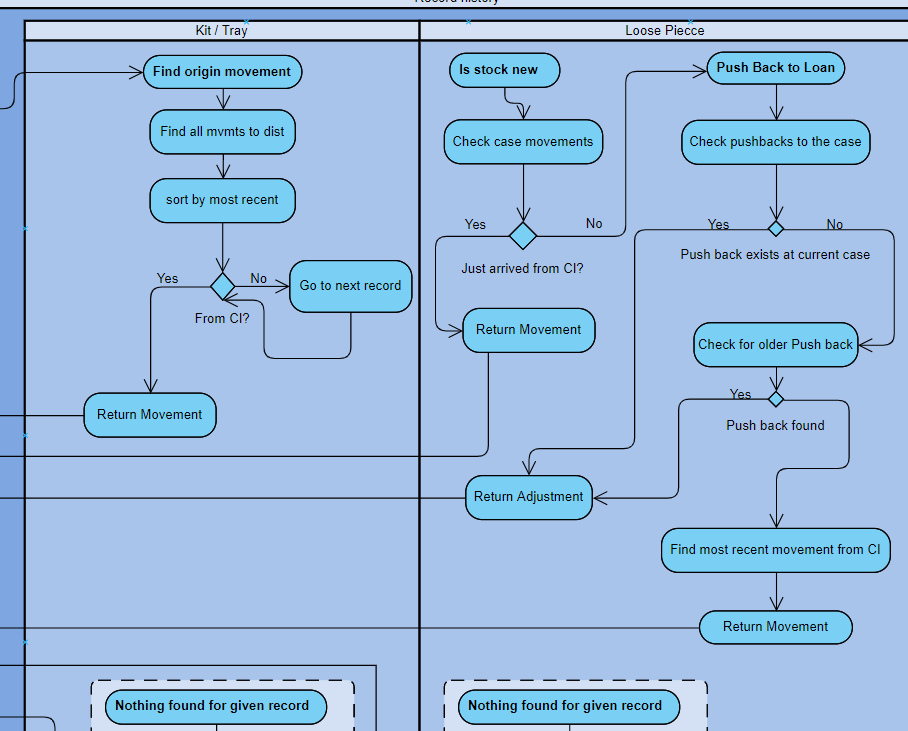 Record history
Kit / Tray
Loose Piecce
Find origin movement
Find all mvmts to dist
sort by most recent
Yes
No
Go to next record
From CI?
Return Movement
Is stock new
Check case movements
Yes
No
Just arrived from CI?
Return Movement
Push Back to Loan
Check pushbacks to the case
Yes
No
Push back exists at current case
Check for older Push back
Yes
Push back found
Return Adjustment
Find most recent movement from CI
Return Movement
Nothing found for given record
Nothing found for given record